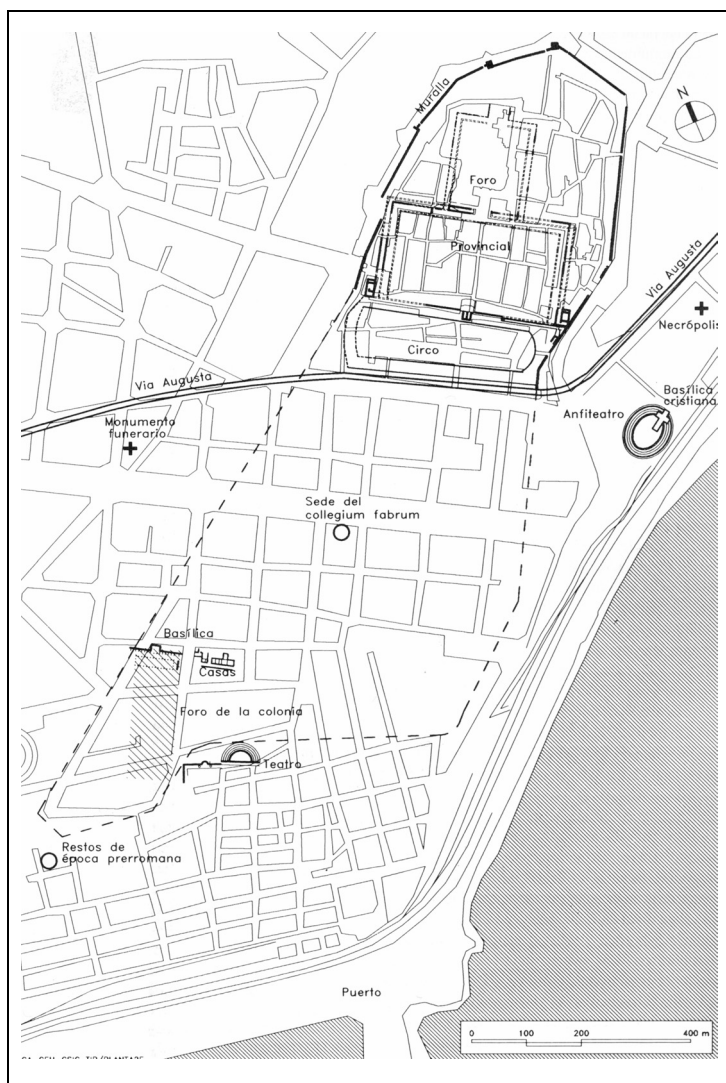 Muralla
N
Foro
Provincial
Via Augusta
Necrópolis
Circo
Via Augusta
Basílica
cristiana
Anfiteatro
Monumento
funerario
Sede del
collegium fabrum
Basílica
Casas
Foro de la colonia
Teatro
Restos de
época prerromana
Puerto
0 100 200 400 m